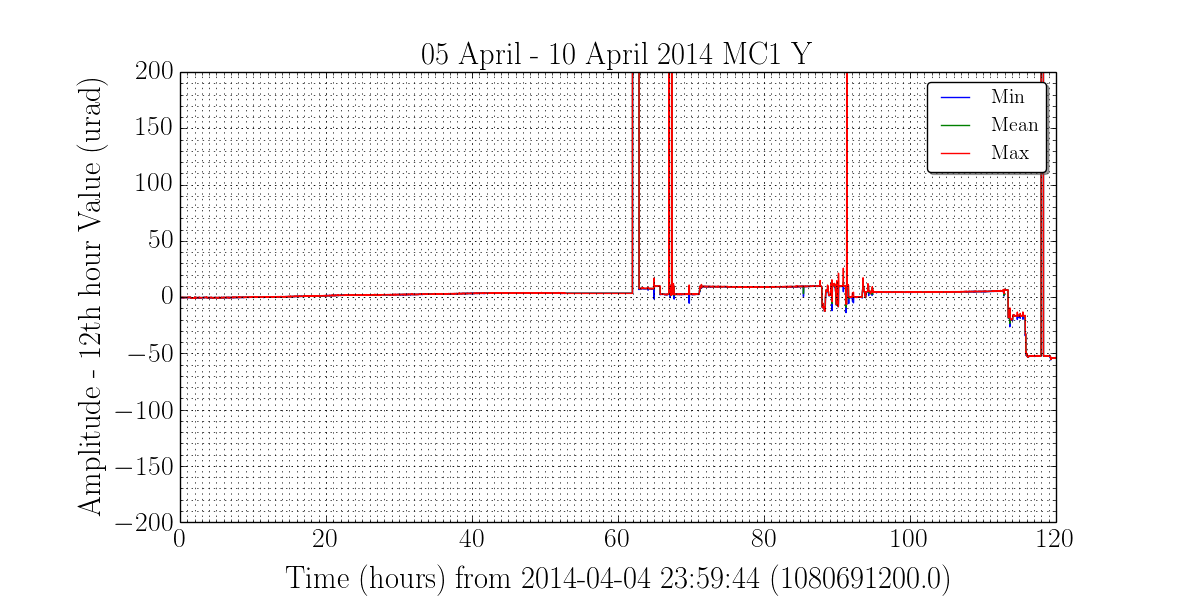 05 April - 10 April 2014 MC1 Y
Amplitude - 12th hour Value (urad)
200
150
100
50
0
−50
−100
−150
−200
Min
Mean
Max
0 20 40 60 80 100 120
Time (hours) from 2014-04-04 23:59:44 (1080691200.0)